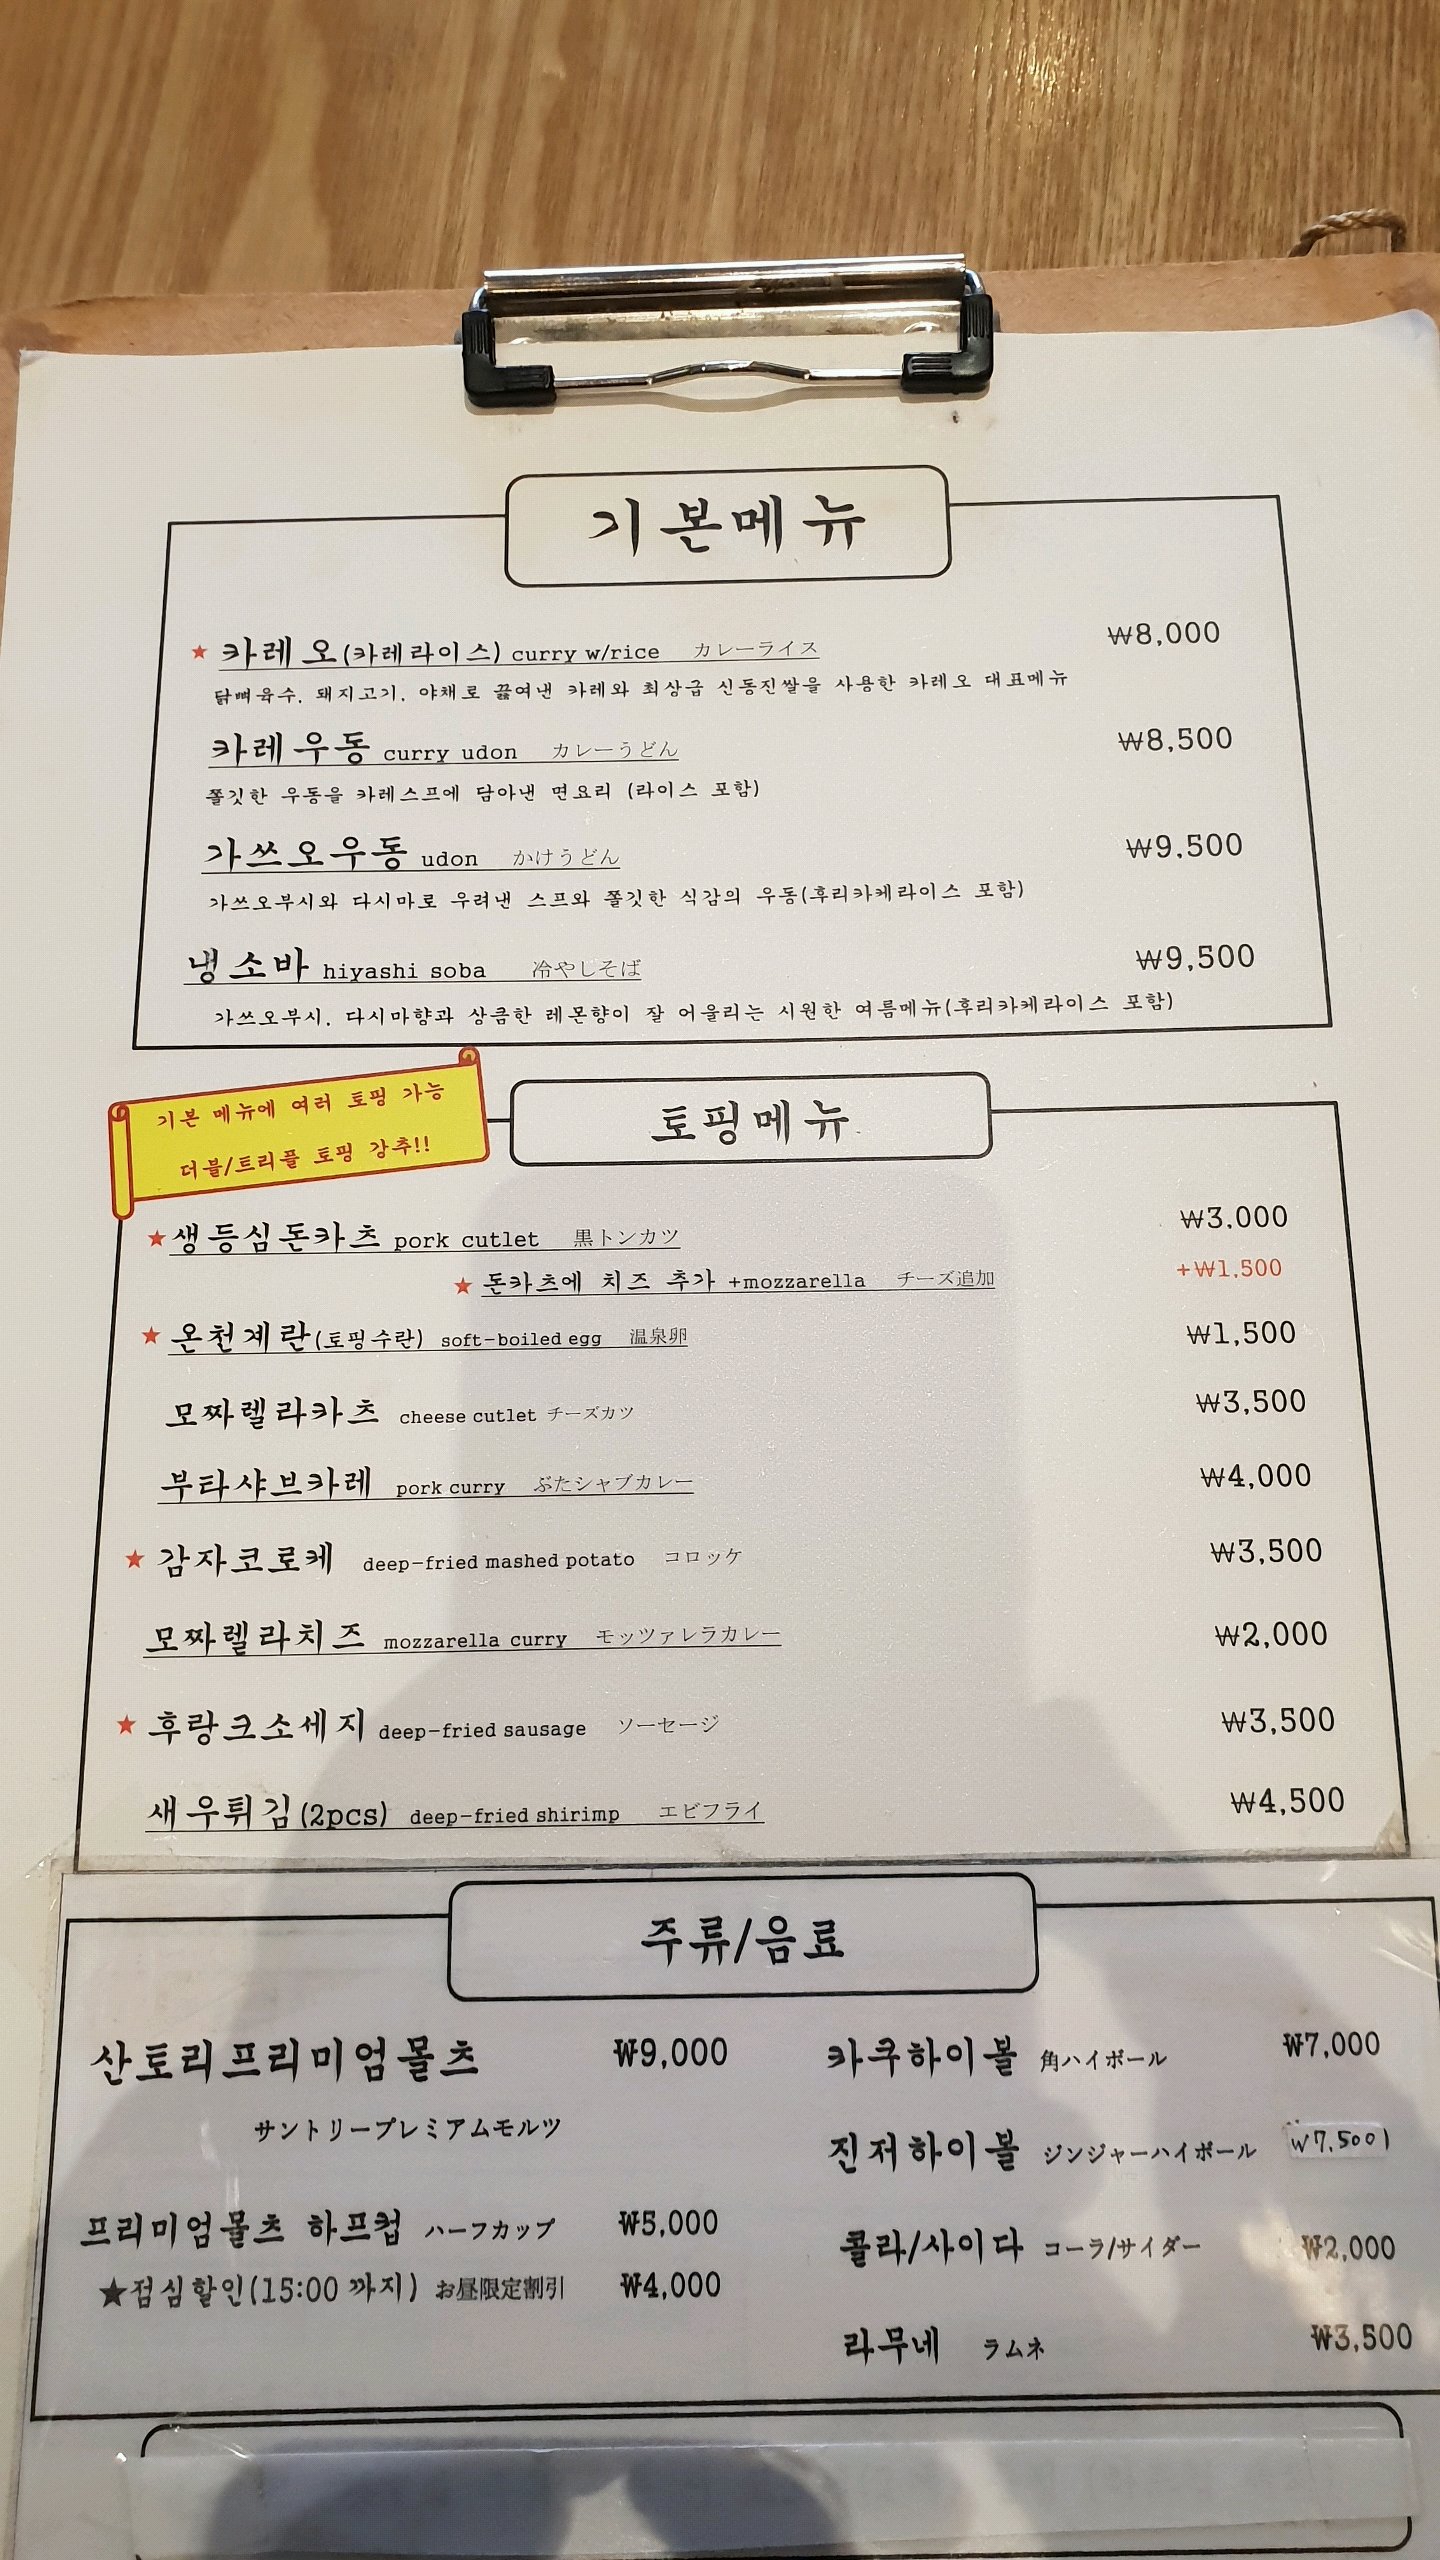 기본메뉴
★ 카레오(카레라이스) curry w/rice カレーライス ₩8,000
닭뼈육수, 돼지고기, 야채로 끓여낸 카레와 최상급 신동진쌀을 사용한 카레오 대표메뉴
카레우동 curry udon カレーうどん ₩8,500
쫄깃한 우동을 카레스프에 담아낸 면요리 (라이스 포함)
가쓰오우동 udon かけうどん ₩9,500
가쓰오부시와 다시마로 우려낸 스프와 쫄깃한 식감의 우동(후리카케라이스 포함)
냉소바 hiyashi soba 冷やしそば ₩9,500
가쓰오부시, 다시마향과 상큼한 레몬향이 잘 어울리는 시원한 여름메뉴(후리카케라이스 포함)
기본 메뉴에 여러 토핑 가능
더블/트리플 토핑 강추!!
토핑메뉴
★생등심돈카츠 pork cutlet 黒トンカツ ₩3,000
★ 돈카츠에 치즈 추가 +mozzarella チーズ追加 +₩1,500
★ 온천계란(토핑수란) soft-boiled egg 温泉卵 ₩1,500
모짜렐라카츠 cheese cutlet チーズカツ ₩3,500
부타샤브카레 pork curry ぶたシャブカレー ₩4,000
★ 감자코로케 deep-fried mashed potato コロッケ ₩3,500
모짜렐라치즈 mozzarella curry モッツァレラカレー ₩2,000
★ 후랑크소세지 deep-fried sausage ソーセージ ₩3,500
새우튀김(2pcs) deep-fried shirimp エビフライ ₩4,500
주류/음료
산토리프리미엄몰츠 ₩9,000
サントリープレミアムモルツ
프리미엄몰츠 하프컵 ハーフカップ ₩5,000
★점심할인(15:00 까지) お昼限定割引 ₩4,000
카쿠하이볼 角ハイボール ₩7,000
진저하이볼 ジンジャーハイボール ₩7,500
콜라/사이다 コーラ/サイダー ₩2,000
라무네 ラムネ ₩3,500